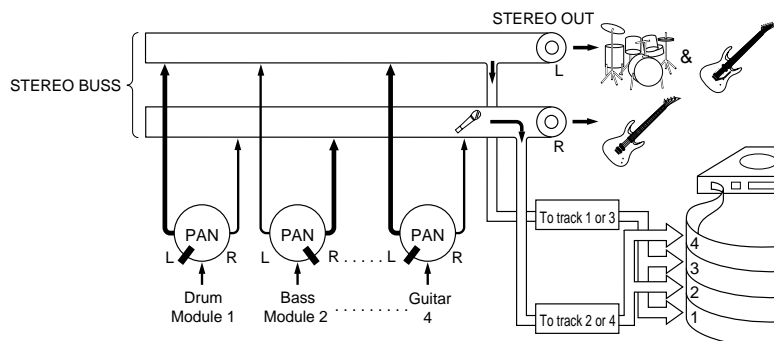 STEREO OUT
L
&
STEREO BUSS
R
To track 1 or 3
PAN
PAN
PAN
L
R
L
R . . . . .
L
R
4
3
2
1
Drum
Module 1
Bass
Module 2
. . . . . . . . .
Guitar
4
To track 2 or 4